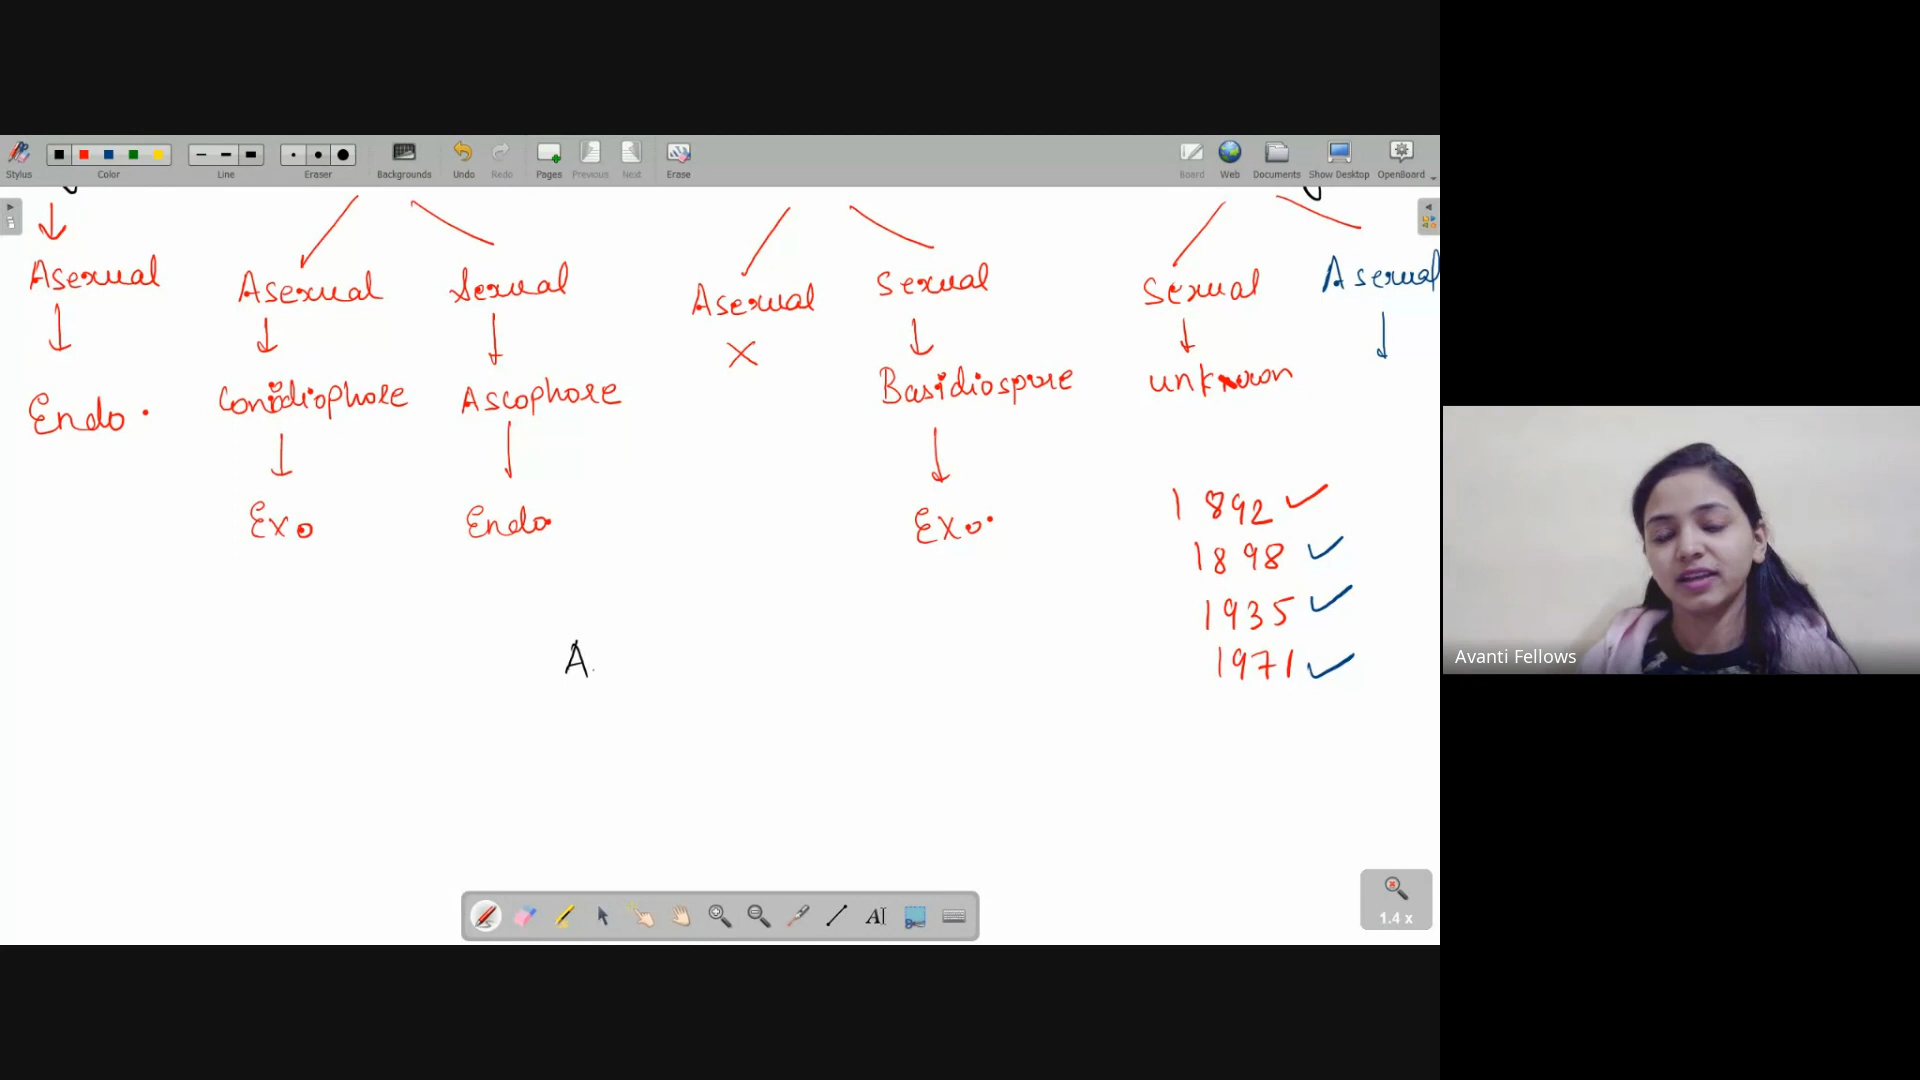 Stylus Color Line Eraser Backgrounds Undo Redo Pages Previous Next Erase Board Web Documents Show Desktop OpenBoard
Asexual Asexual Sexual Asexual Sexual Sexual Asexual
Endo. Conidiophore Ascophore X Basidiospore unknown
Exo Endo Exo.
1892 ✓
1898 ✓
1935 ✓
1971 ✓
A.
Avanti Fellows
AI
1.4 x